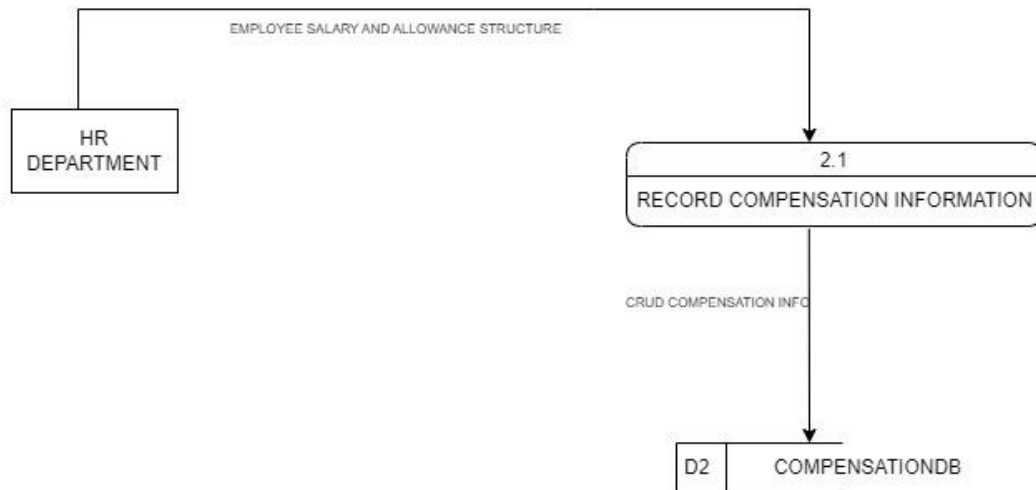 EMPLOYEE SALARY AND ALLOWANCE STRUCTURE
HR
DEPARTMENT
2.1
RECORD COMPENSATION INFORMATION
CRUD COMPENSATION INFO
D2
COMPENSATIONDB